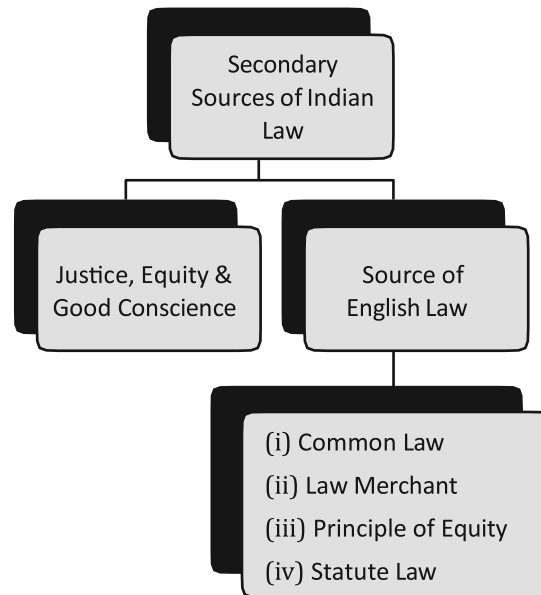 Secondary
Sources of Indian
Law
Justice, Equity &
Good Conscience
Source of
English Law
(i) Common Law
(ii) Law Merchant
(iii) Principle of Equity
(iv) Statute Law